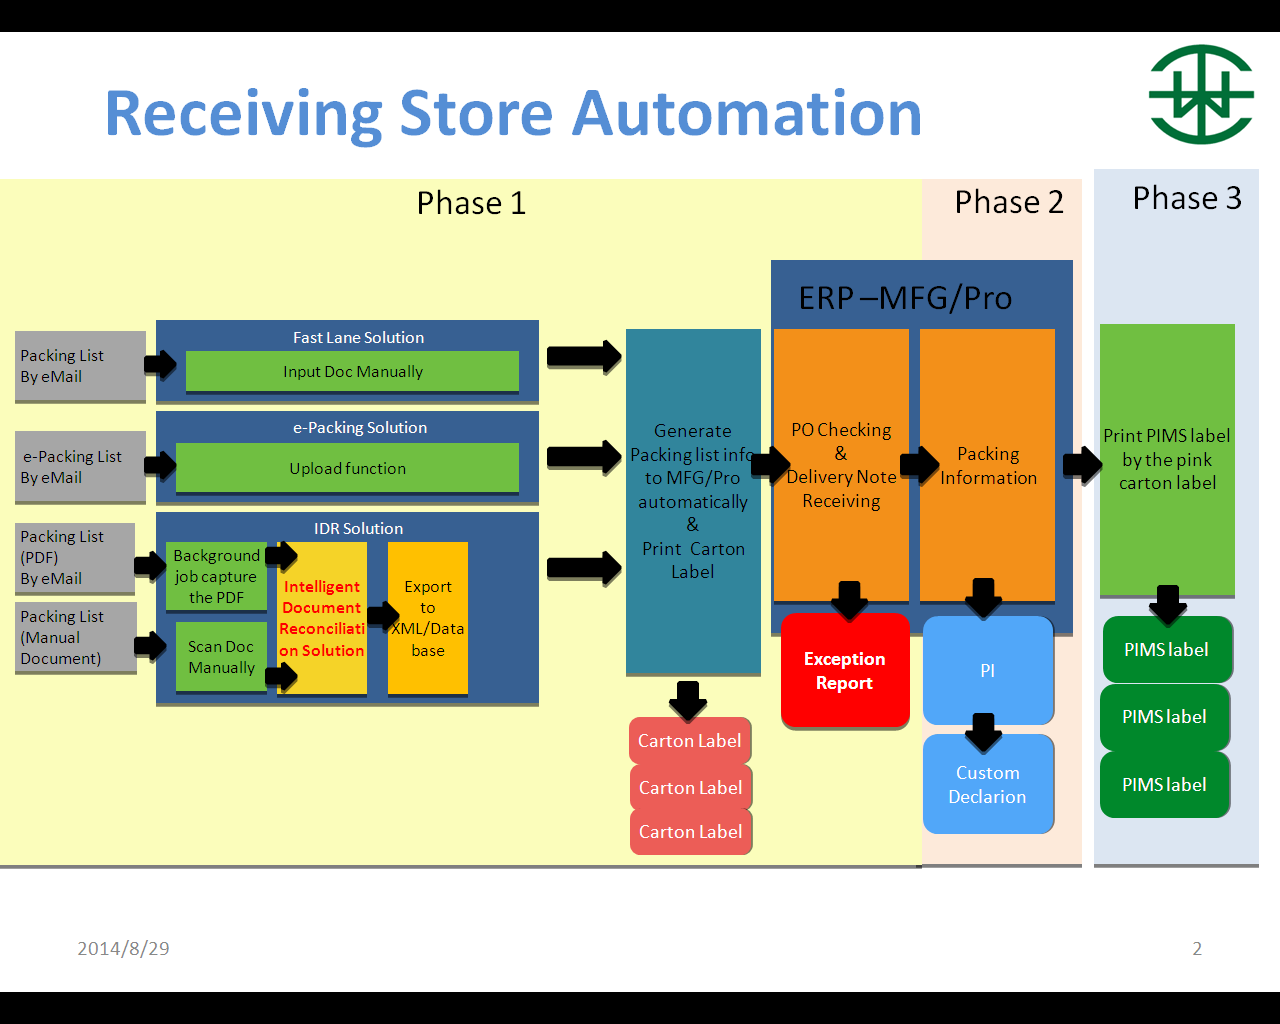 Receiving Store Automation
Phase 1
Phase 2
Phase 3
ERP –MFG/Pro
Packing List
By eMail
Fast Lane Solution
Input Doc Manually
e-Packing List
By eMail
e-Packing Solution
Upload function
Packing List
(PDF)
By eMail
Packing List
(Manual
Document)
IDR Solution
Background
job capture
the PDF
Scan Doc
Manually
Intelligent
Document
Reconciliati
on Solution
Export
to
XML/Data
base
Generate
Packing list info
to MFG/Pro
automatically
&
Print Carton
Label
Carton Label
Carton Label
Carton Label
PO Checking
&
Delivery Note
Receiving
Exception
Report
Packing
Information
PI
Custom
Declarion
Print PIMS label
by the pink
carton label
PIMS label
PIMS label
PIMS label
2014/8/29
2